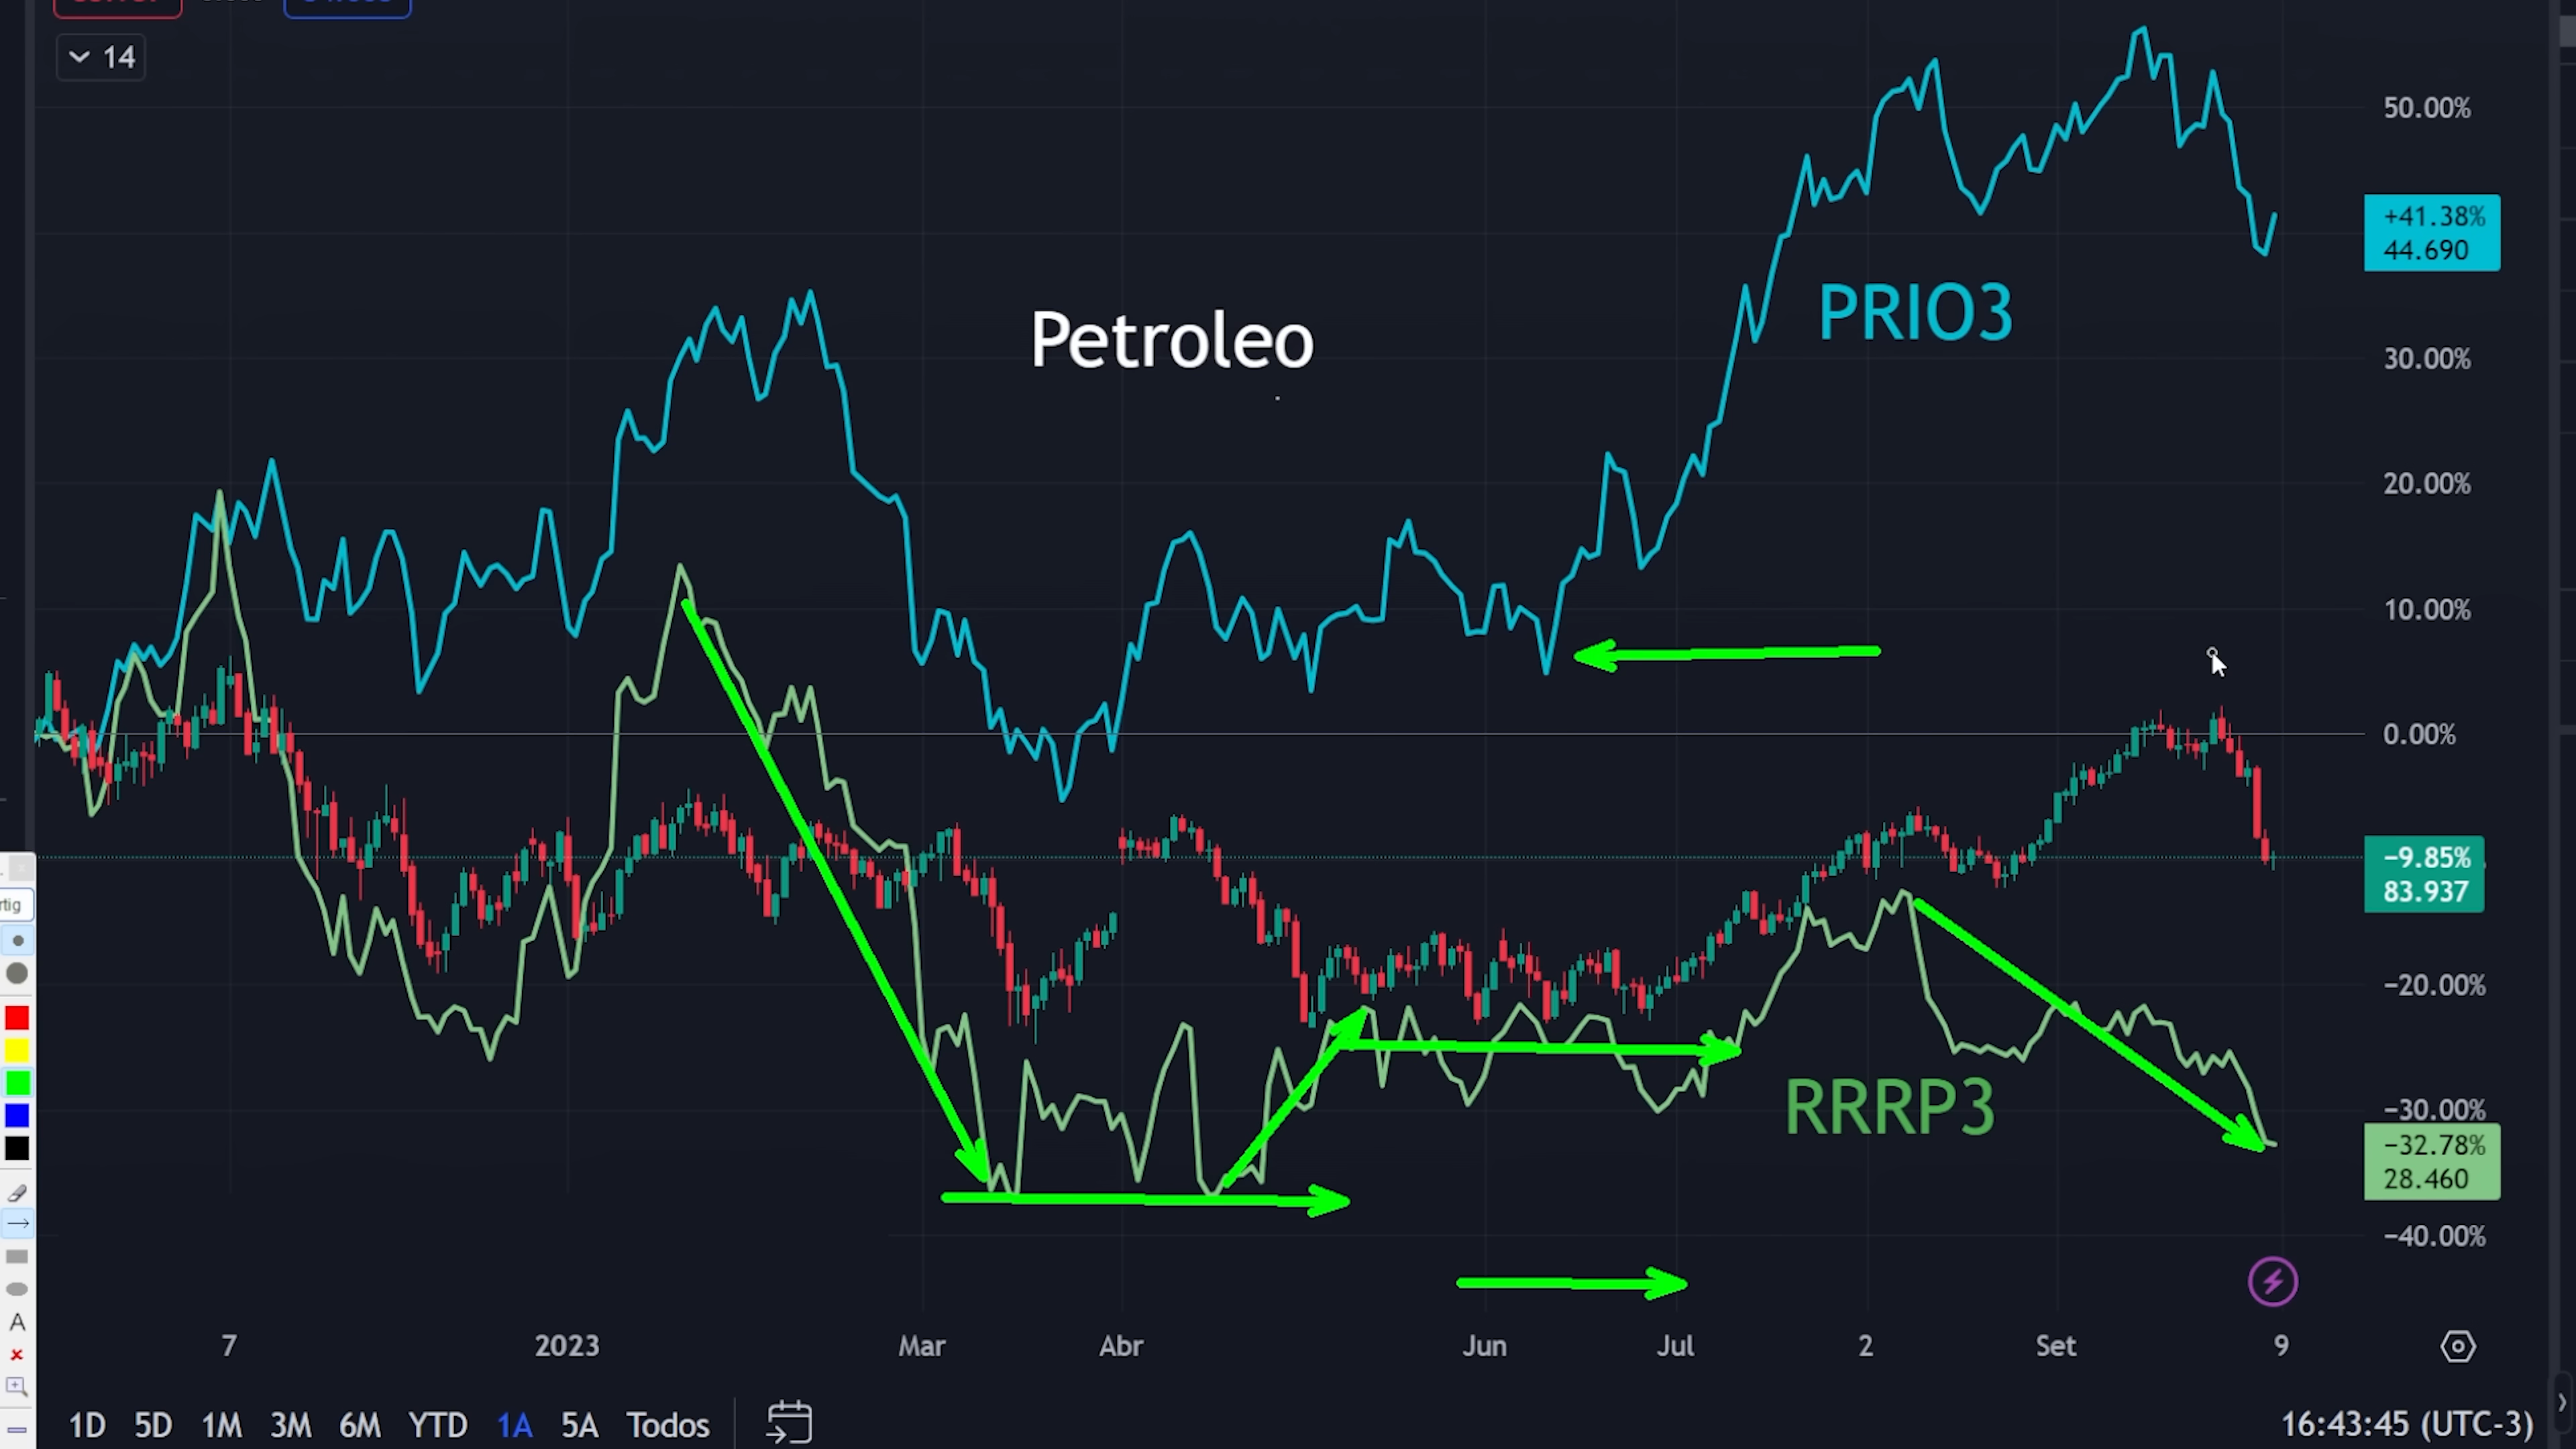 14
50.00%
+41.38%
44.690
PRIO3
Petroleo
30.00%
20.00%
10.00%
0.00%
−9.85%
83.937
rtig
−20.00%
RRRP3
−30.00%
−32.78%
28.460
−40.00%
A
7 2023 Mar Abr Jun Jul 2 Set 9
1D 5D 1M 3M 6M YTD 1A 5A Todos 16:43:45 (UTC-3)